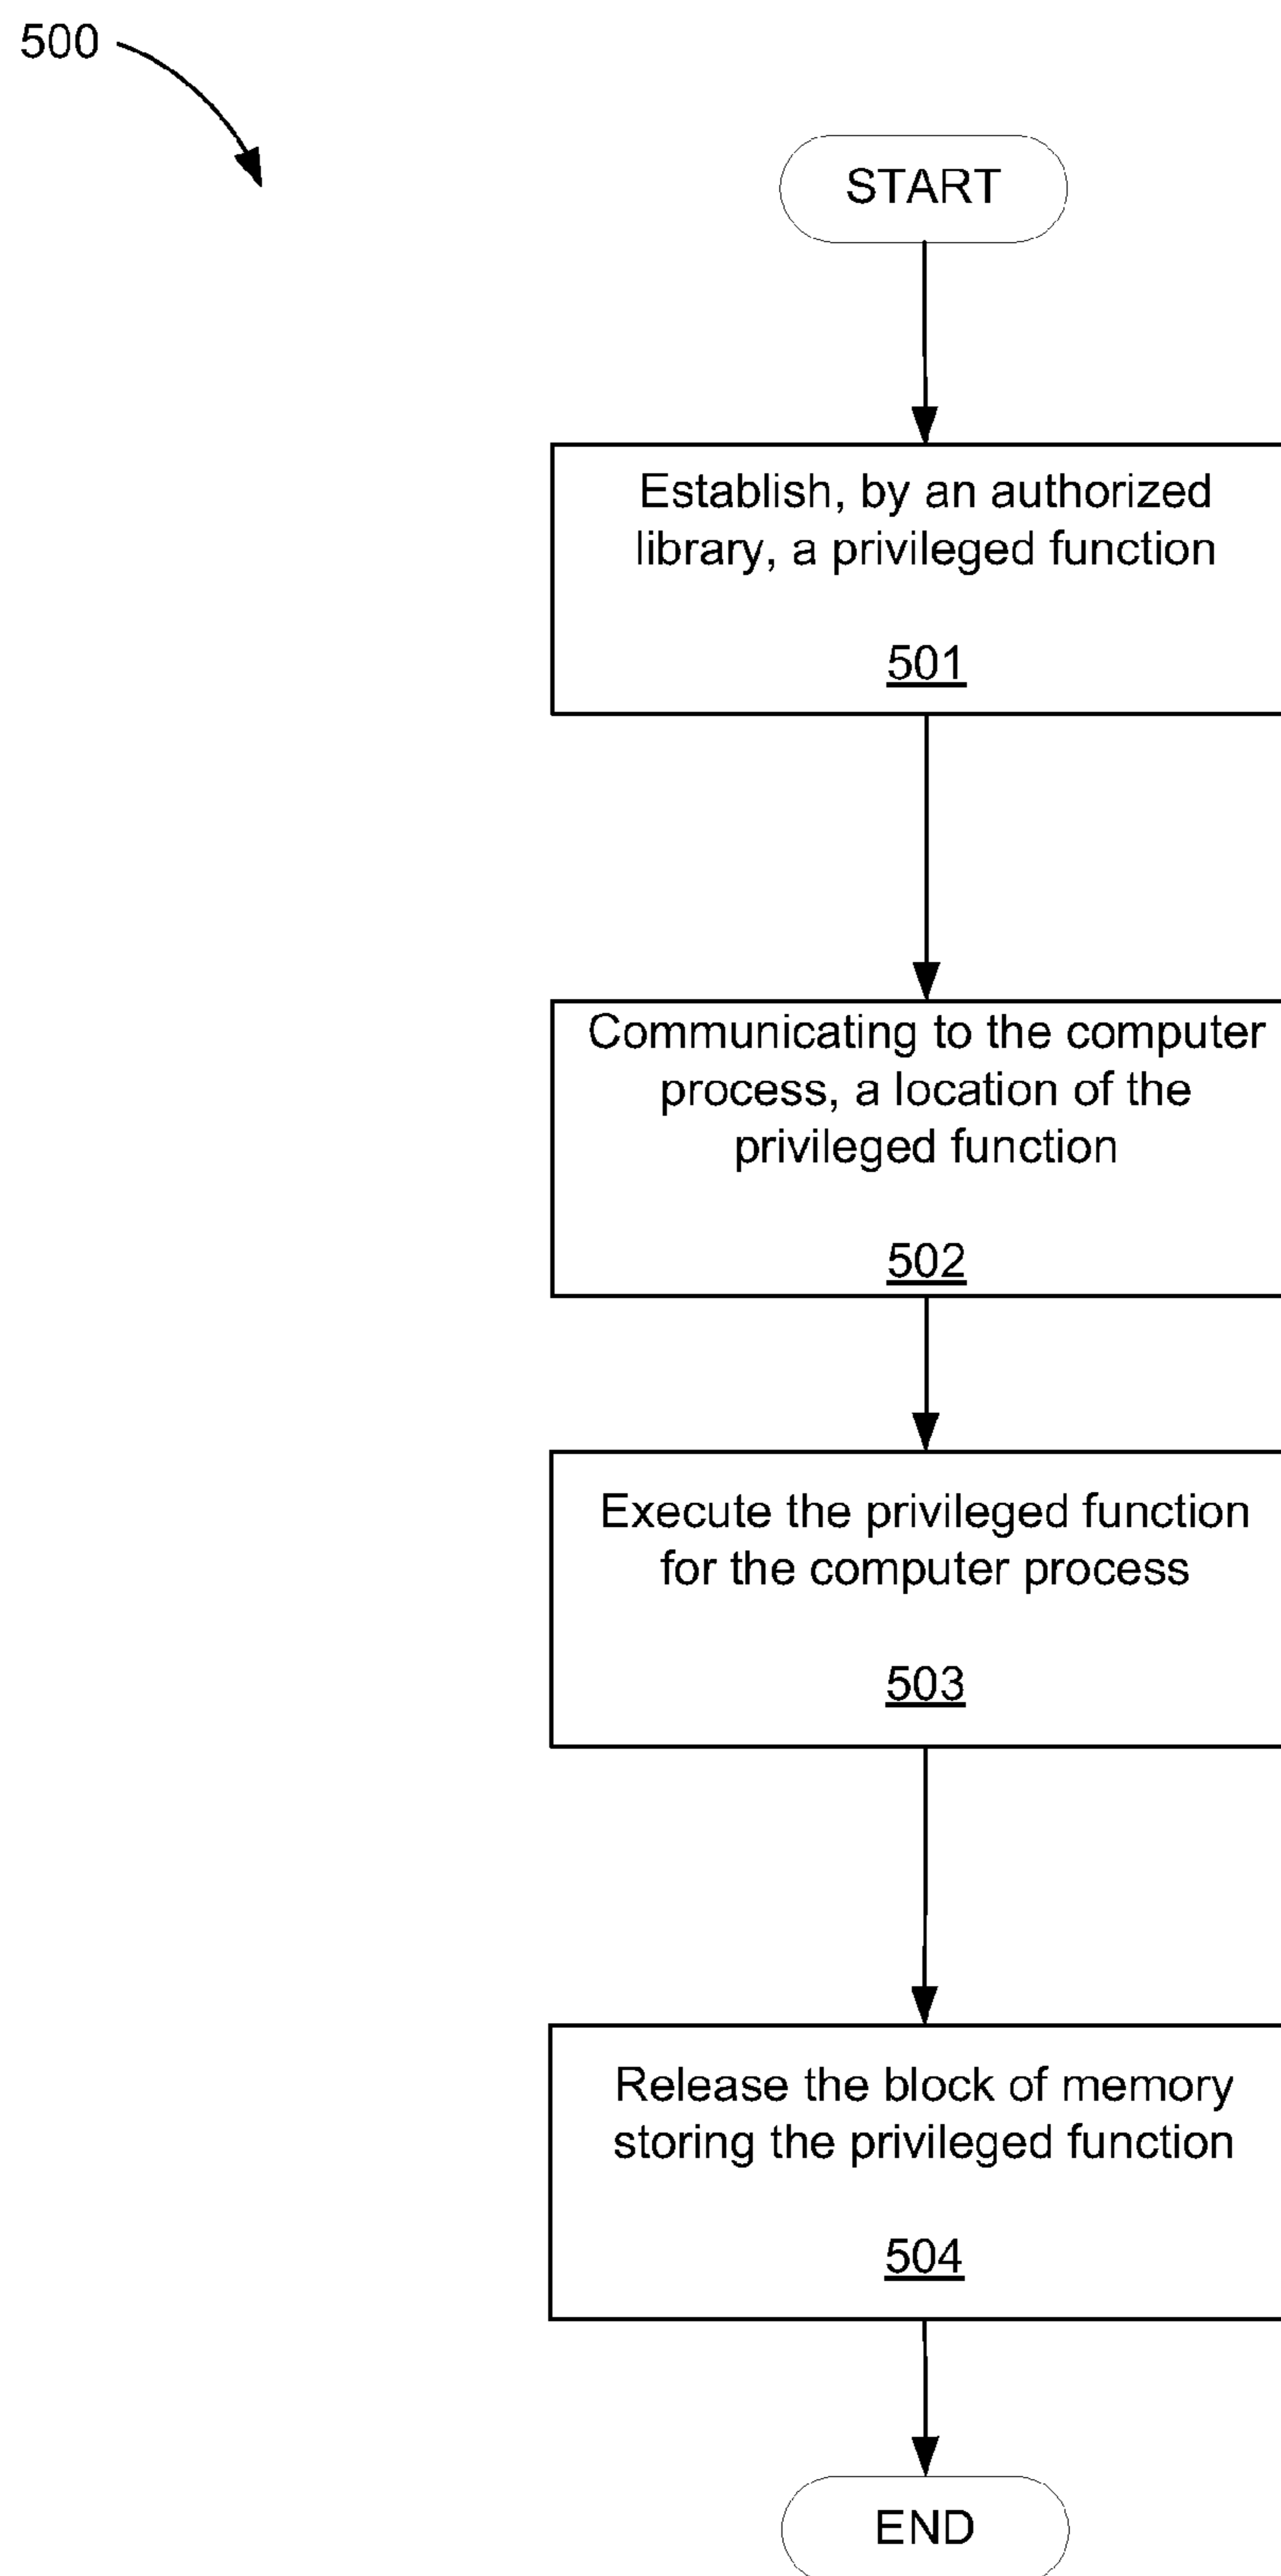 500
START
Establish, by an authorized
library, a privileged function
501
Communicating to the computer
process, a location of the
privileged function
502
Execute the privileged function
for the computer process
503
Release the block of memory
storing the privileged function
504
END